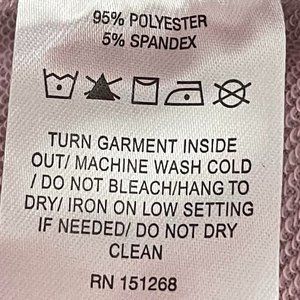 95% POLYESTER
5% SPANDEX
TURN GARMENT INSIDE
OUT/ MACHINE WASH COLD
/ DO NOT BLEACH/HANG TO
DRY/ IRON ON LOW SETTING
IF NEEDED/ DO NOT DRY
CLEAN
RN 151268